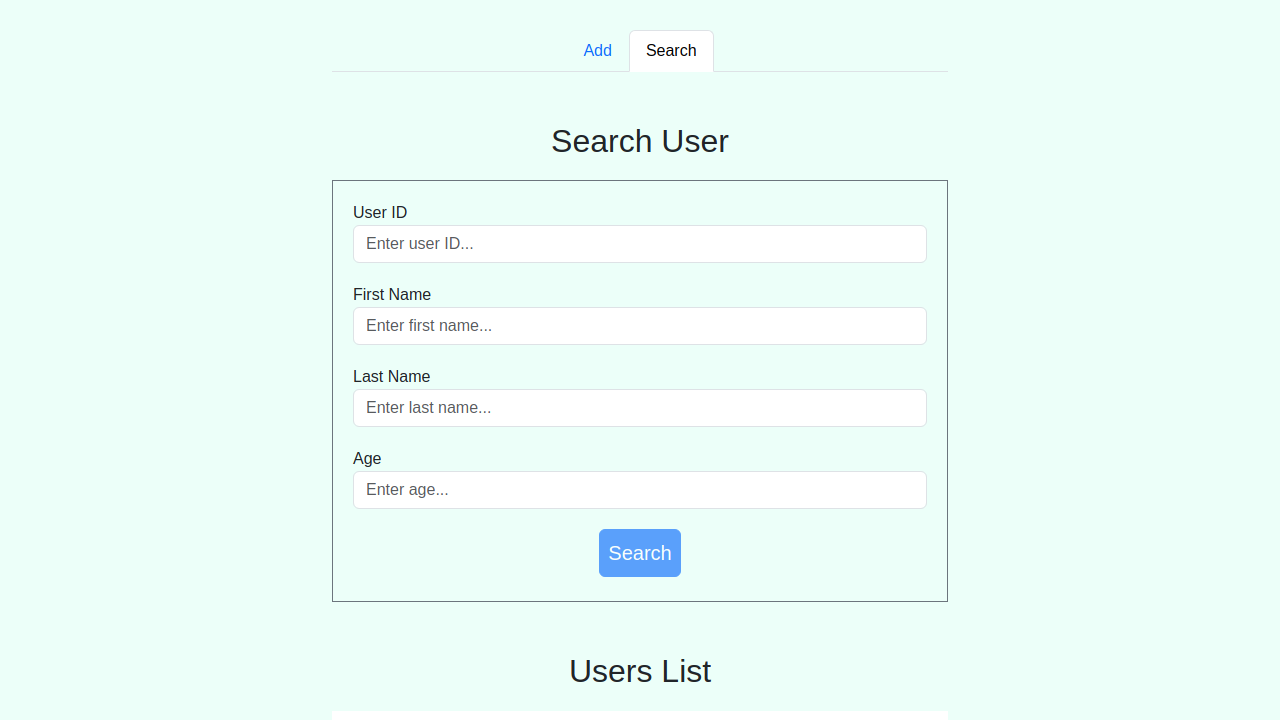 Add Search
Search User
User ID
Enter user ID...
First Name
Enter first name...
Last Name
Enter last name...
Age
Enter age...
Search
Users List